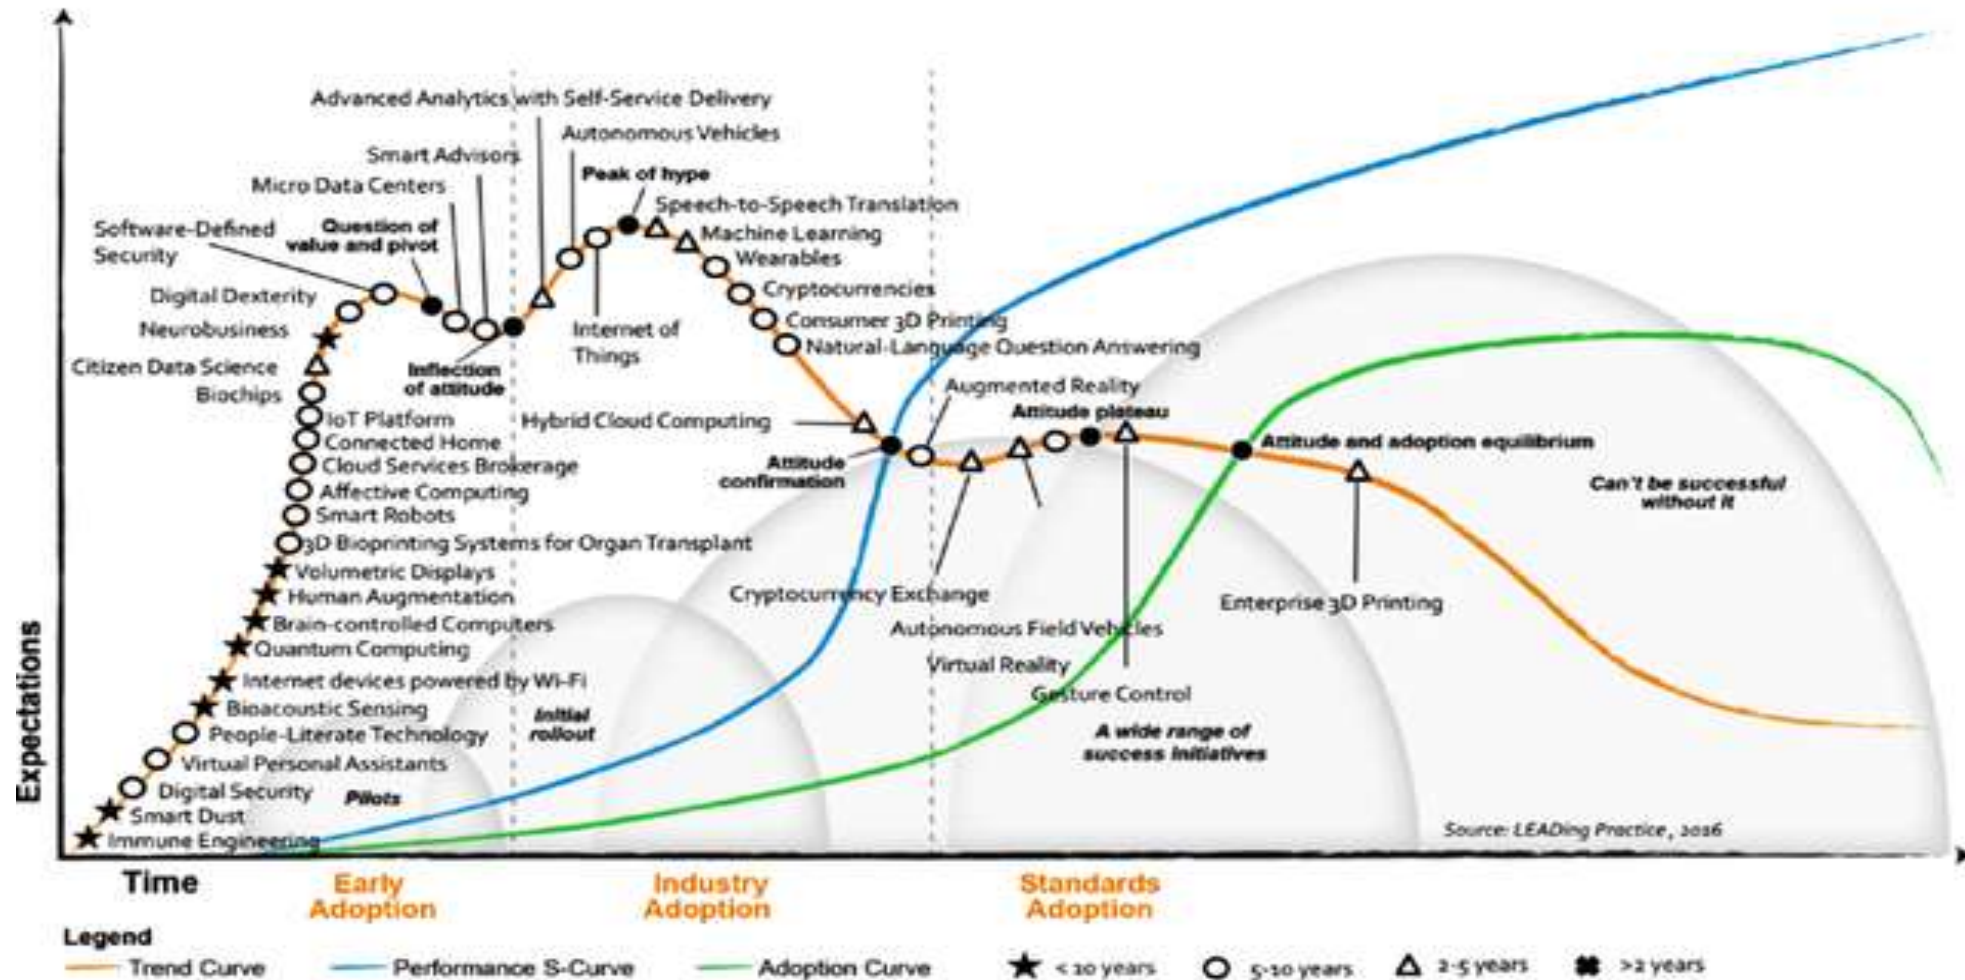 Advanced Analytics with Self-Service Delivery
Autonomous Vehicles
Smart Advisors
Peak of hype
Micro Data Centers
Speech-to-Speech Translation
Software-Defined
Security
Question of
value and pivot
Machine Learning
Wearables
Digital Dexterity
Cryptocurrencies
Neurobusiness
Consumer 3D Printing
Internet of
Things
Natural-Language Question Answering
Citizen Data Science
Inflection
of attitude
Biochips
Augmented Reality
IoT Platform
Hybrid Cloud Computing
Attitude plateau
Connected Home
Attitude and adoption equilibrium
Cloud Services Brokerage
Attitude
confirmation
Affective Computing
Can't be successful
without it
Smart Robots
3D Bioprinting Systems for Organ Transplant
Volumetric Displays
Human Augmentation
Cryptocurrency Exchange
Enterprise 3D Printing
Brain-controlled Computers
Autonomous Field Vehicles
Quantum Computing
Virtual Reality
Internet devices powered by Wi-Fi
Gesture Control
Bioacoustic Sensing
Initial
rollout
People-Literate Technology
A wide range of
success initiatives
Virtual Personal Assistants
Digital Security
Pilots
Smart Dust
Source: LEADing Practice, 2016
Immune Engineering
Expectations
Time
Early
Adoption
Industry
Adoption
Standards
Adoption
Legend
Trend Curve
Performance S-Curve
Adoption Curve
< 10 years
5-10 years
2-5 years
>2 years